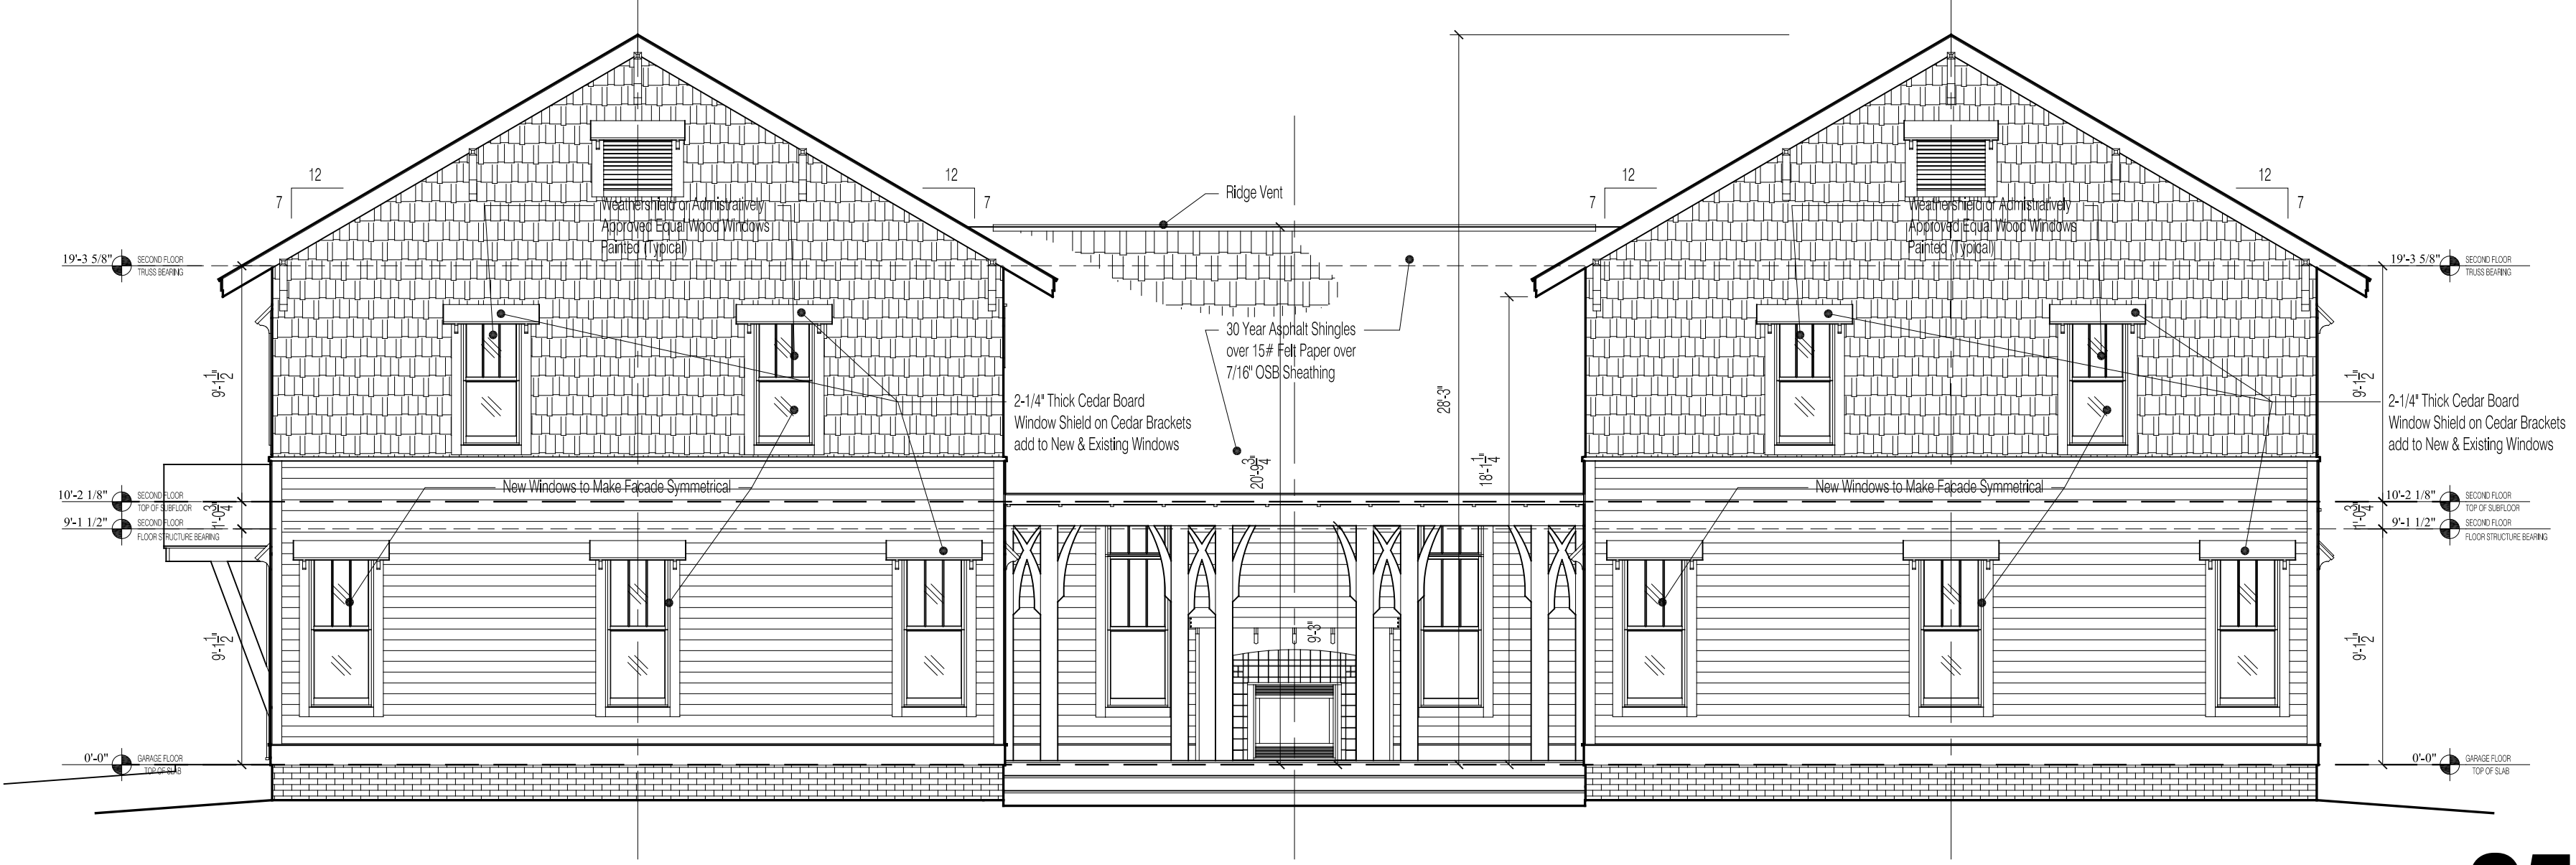 12
12
12
12
7
7
7
7
Ridge Vent
Weathershield or Admistratively
Approved Equal Wood Windows
Painted (Typical)
Weathershield or Admistratively
Approved Equal Wood Windows
Painted (Typical)
19'-3 5/8"
SECOND FLOOR
TRUSS BEARING
19'-3 5/8"
SECOND FLOOR
TRUSS BEARING
30 Year Asphalt Shingles
over 15# Felt Paper over
7/16" OSB Sheathing
9'-1 1/2"
28'-3"
9'-1 1/2"
2-1/4" Thick Cedar Board
Window Shield on Cedar Brackets
add to New & Existing Windows
2-1/4" Thick Cedar Board
Window Shield on Cedar Brackets
add to New & Existing Windows
20'-9 3/4"
18'-1 1/4"
New Windows to Make Facade Symmetrical
New Windows to Make Facade Symmetrical
10'-2 1/8"
SECOND FLOOR
TOP OF SUBFLOOR
1'-0 3/4"
10'-2 1/8"
SECOND FLOOR
TOP OF SUBFLOOR
1'-0 3/4"
9'-1 1/2"
SECOND FLOOR
FLOOR STRUCTURE BEARING
9'-1 1/2"
SECOND FLOOR
FLOOR STRUCTURE BEARING
9'-1 1/2"
9'-3"
9'-1 1/2"
0'-0"
GARAGE FLOOR
TOP OF SLAB
0'-0"
GARAGE FLOOR
TOP OF SLAB